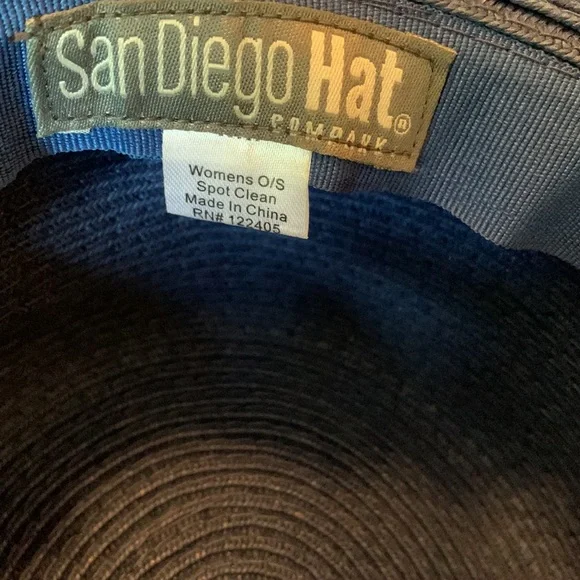 San Diego Hat®
COMPANY
Womens O/S
Spot Clean
Made In China
RN# 122405